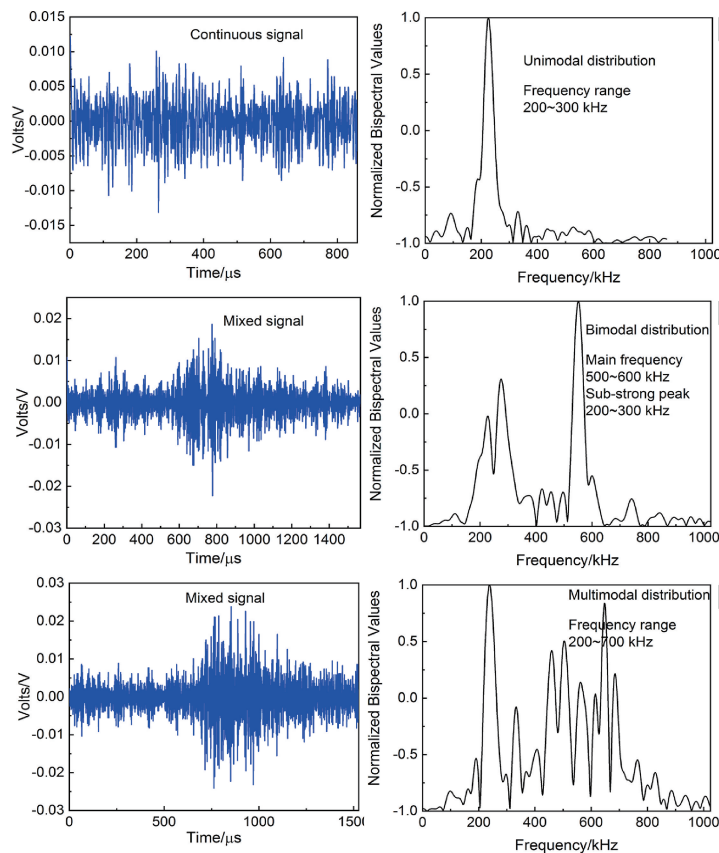 Continuous signal
Volts/V
0.015
0.010
0.005
0.000
-0.005
-0.010
-0.015
0 200 400 600 800
Time/μs
Normalized Bispectral Values
1.0
0.5
0.0
-0.5
-1.0
Unimodal distribution
Frequency range
200~300 kHz
0 200 400 600 800 1000
Frequency/kHz
Mixed signal
Volts/V
0.02
0.01
0.00
-0.01
-0.02
-0.03
0 200 400 600 800 1000 1200 1400
Time/μs
Normalized Bispectral Values
1.0
0.5
0.0
-0.5
-1.0
Bimodal distribution
Main frequency
500~600 kHz
Sub-strong peak
200~300 kHz
0 200 400 600 800 1000
Frequency/kHz
Mixed signal
Volts/V
0.03
0.02
0.01
0.00
-0.01
-0.02
-0.03
0 500 1000 1500
Time/μs
Normalized Bispectral Values
1.0
0.5
0.0
-0.5
-1.0
Multimodal distribution
Frequency range
200~700 kHz
0 200 400 600 800 1000
Frequency/kHz